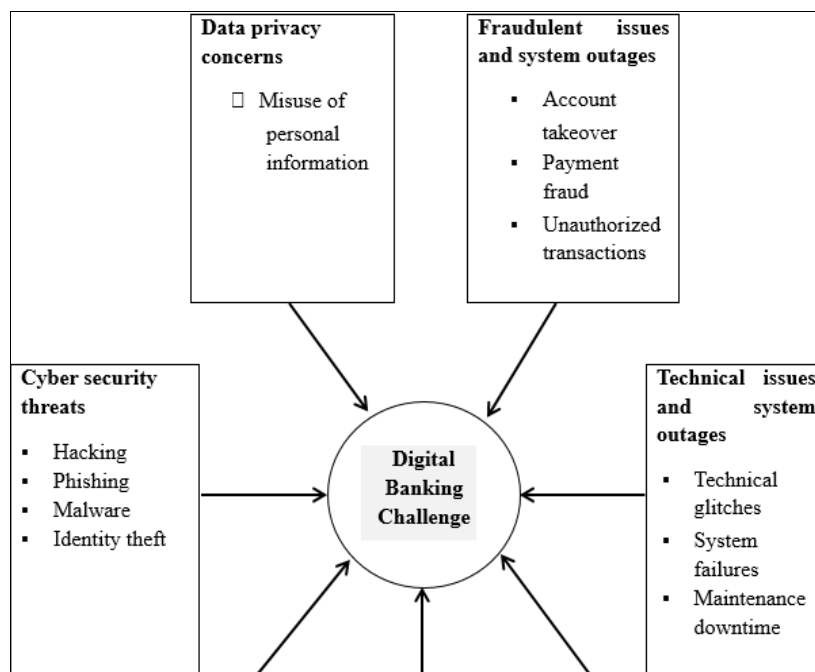 Data privacy
concerns
▯ Misuse of
personal
information
Fraudulent issues
and system outages
▪ Account
takeover
▪ Payment
fraud
▪ Unauthorized
transactions
Cyber security
threats
▪ Hacking
▪ Phishing
▪ Malware
▪ Identity theft
Digital
Banking
Challenge
Technical issues
and system
outages
▪ Technical
glitches
▪ System
failures
▪ Maintenance
downtime